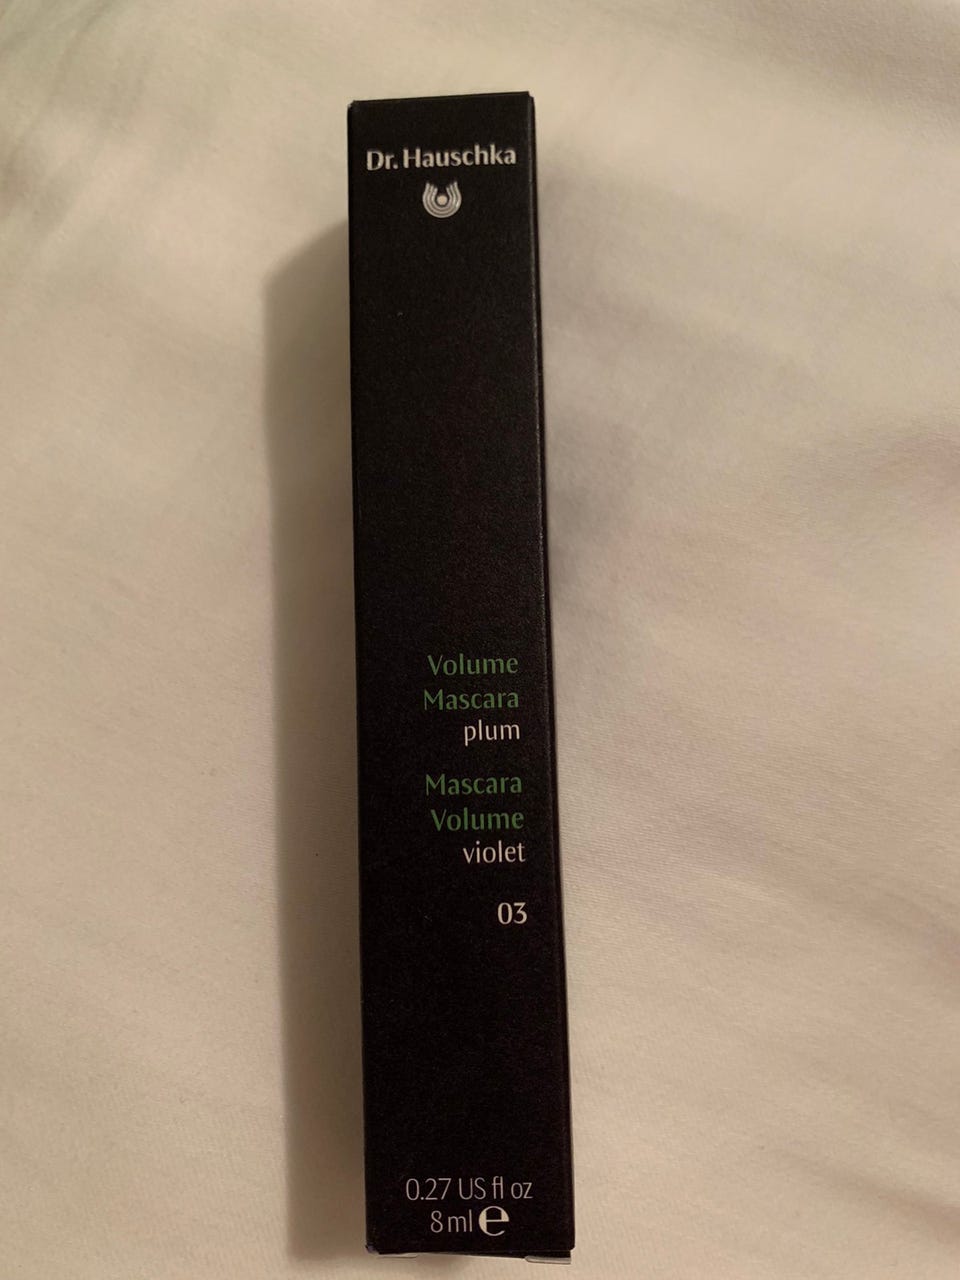 Dr. Hauschka
Volume
Mascara
plum
Mascara
Volume
violet
03
0.27 US fl oz
8 ml ℮